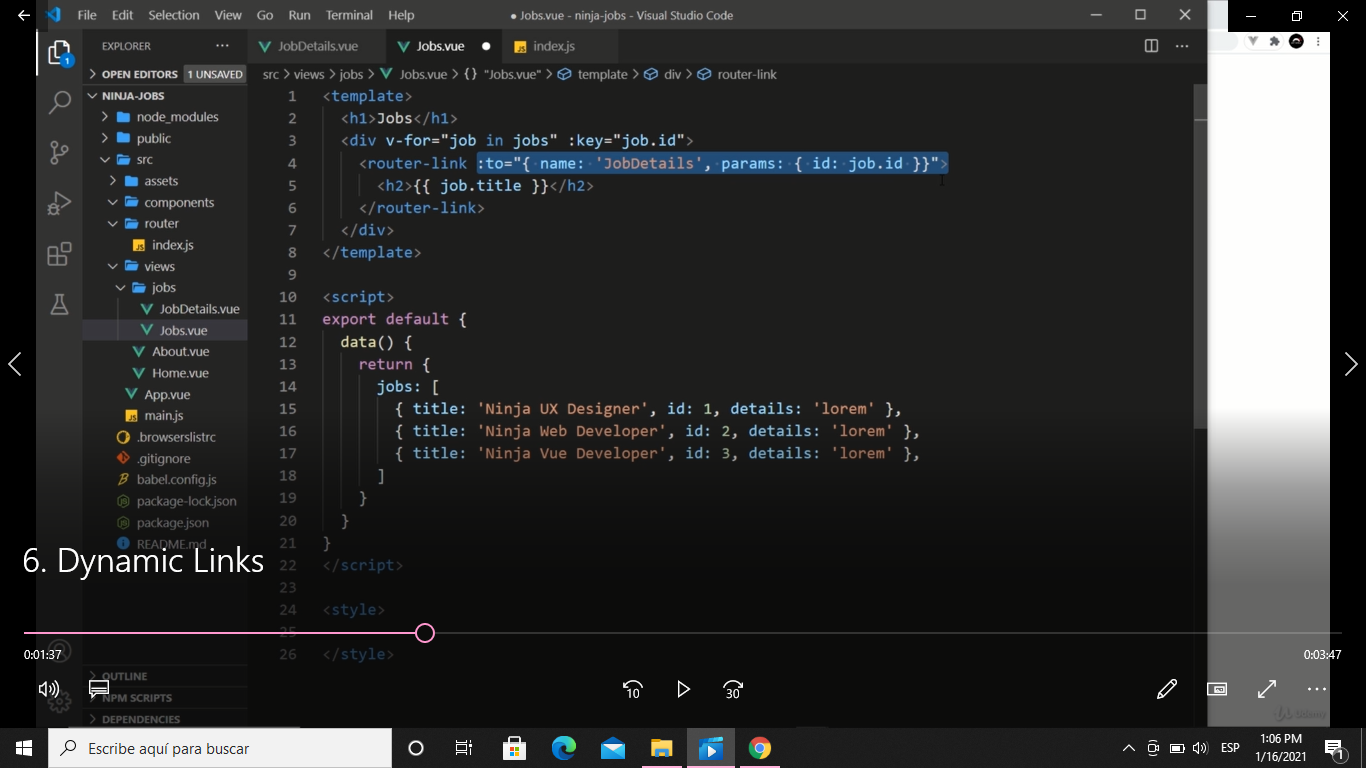 File Edit Selection View Go Run Terminal Help
● Jobs.vue - ninja-jobs - Visual Studio Code
EXPLORER
JobDetails.vue
Jobs.vue
index.js
OPEN EDITORS 1 UNSAVED
src > views > jobs > Jobs.vue > {} "Jobs.vue" > template > div > router-link
1
NINJA-JOBS
node_modules
public
src
assets
components
router
index.js
views
jobs
JobDetails.vue
Jobs.vue
About.vue
Home.vue
App.vue
main.js
.browserslistrc
.gitignore
babel.config.js
package-lock.json
package.json
README.md
OUTLINE
NPM SCRIPTS
DEPENDENCIES
1 <template>
2 <h1>Jobs</h1>
3 <div v-for="job in jobs" :key="job.id">
4 <router-link :to="{ name: 'JobDetails', params: { id: job.id }}">
5 <h2>{{ job.title }}</h2>
6 </router-link>
7 </div>
8 </template>
9
10 <script>
11 export default {
12 data() {
13 return {
14 jobs: [
15 { title: 'Ninja UX Designer', id: 1, details: 'lorem' },
16 { title: 'Ninja Web Developer', id: 2, details: 'lorem' },
17 { title: 'Ninja Vue Developer', id: 3, details: 'lorem' },
18 ]
19 }
20 }
21 }
22 </script>
23
24 <style>
25
26 </style>
6. Dynamic Links
0:01:37
0:03:47
10
30
udemy
Escribe aquí para buscar
ESP
1:06 PM
1/16/2021
1